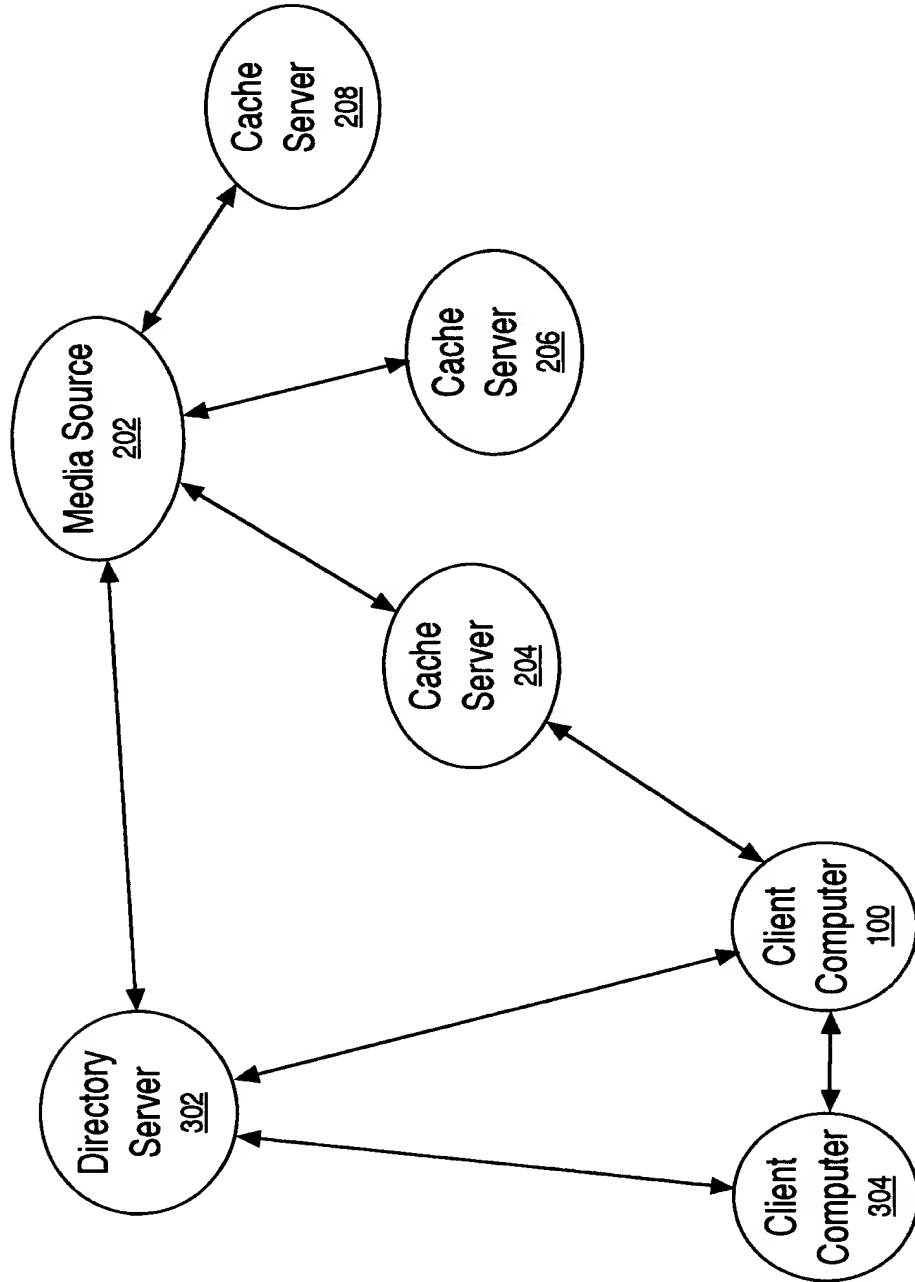 Directory
Server
302
Media Source
202
Cache
Server
208
Cache
Server
206
Cache
Server
204
Client
Computer
304
Client
Computer
100